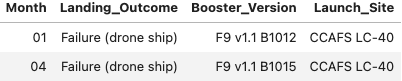 Month Landing_Outcome Booster_Version Launch_Site
01 Failure (drone ship) F9 v1.1 B1012 CCAFS LC-40
04 Failure (drone ship) F9 v1.1 B1015 CCAFS LC-40